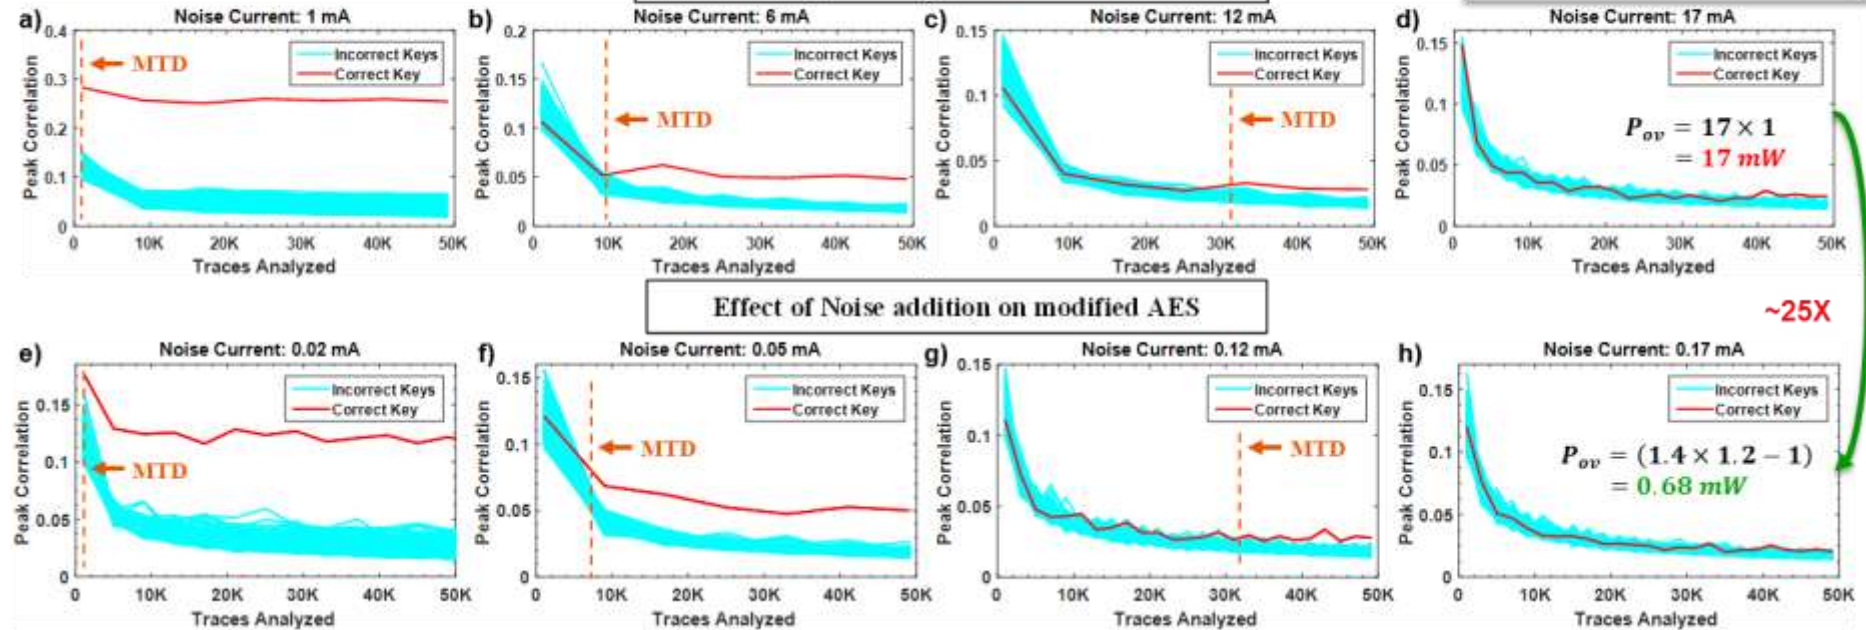 a)
Noise Current: 1 mA
0.4
0.3
0.2
0.1
0
Peak Correlation
MTD
Incorrect Keys
Correct Key
0 10K 20K 30K 40K 50K
Traces Analyzed
b)
Noise Current: 6 mA
0.2
0.15
0.1
0.05
0
Peak Correlation
Incorrect Keys
Correct Key
MTD
0 10K 20K 30K 40K 50K
Traces Analyzed
c)
Noise Current: 12 mA
0.15
0.1
0.05
0
Peak Correlation
Incorrect Keys
Correct Key
MTD
0 10K 20K 30K 40K 50K
Traces Analyzed
d)
Noise Current: 17 mA
0.15
0.1
0.05
0
Peak Correlation
Incorrect Keys
Correct Key
P_ov = 17 × 1
= 17 mW
0 10K 20K 30K 40K 50K
Traces Analyzed
Effect of Noise addition on modified AES
~25X
e)
Noise Current: 0.02 mA
0.15
0.1
0.05
0
Peak Correlation
Incorrect Keys
Correct Key
MTD
0 10K 20K 30K 40K 50K
Traces Analyzed
f)
Noise Current: 0.05 mA
0.15
0.1
0.05
0
Peak Correlation
Incorrect Keys
Correct Key
MTD
0 10K 20K 30K 40K 50K
Traces Analyzed
g)
Noise Current: 0.12 mA
0.15
0.1
0.05
0
Peak Correlation
Incorrect Keys
Correct Key
MTD
0 10K 20K 30K 40K 50K
Traces Analyzed
h)
Noise Current: 0.17 mA
0.15
0.1
0.05
0
Peak Correlation
Incorrect Keys
Correct Key
P_ov = (1.4 × 1.2 − 1)
= 0.68 mW
0 10K 20K 30K 40K 50K
Traces Analyzed